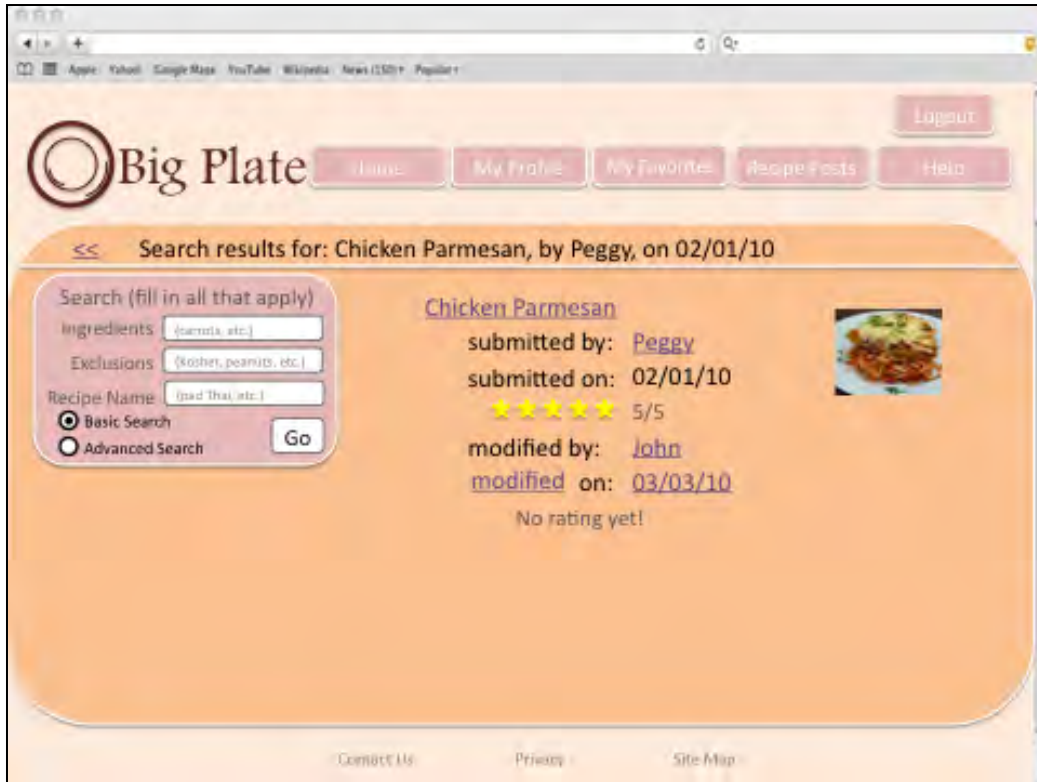 Apple Yahoo! Google Maps YouTube Wikipedia News (150) Popular
Logout
Big Plate
Home My Profile My Favorites Recipe Posts Help
<< Search results for: Chicken Parmesan, by Peggy, on 02/01/10
Search (fill in all that apply)
Ingredients (carrots, etc.)
Exclusions (kosher, peanuts, etc.)
Recipe Name (pad Thai, etc.)
Basic Search
Advanced Search
Go
Chicken Parmesan
submitted by: Peggy
submitted on: 02/01/10
5/5
modified by: John
modified on: 03/03/10
No rating yet!
Contact Us Privacy Site Map